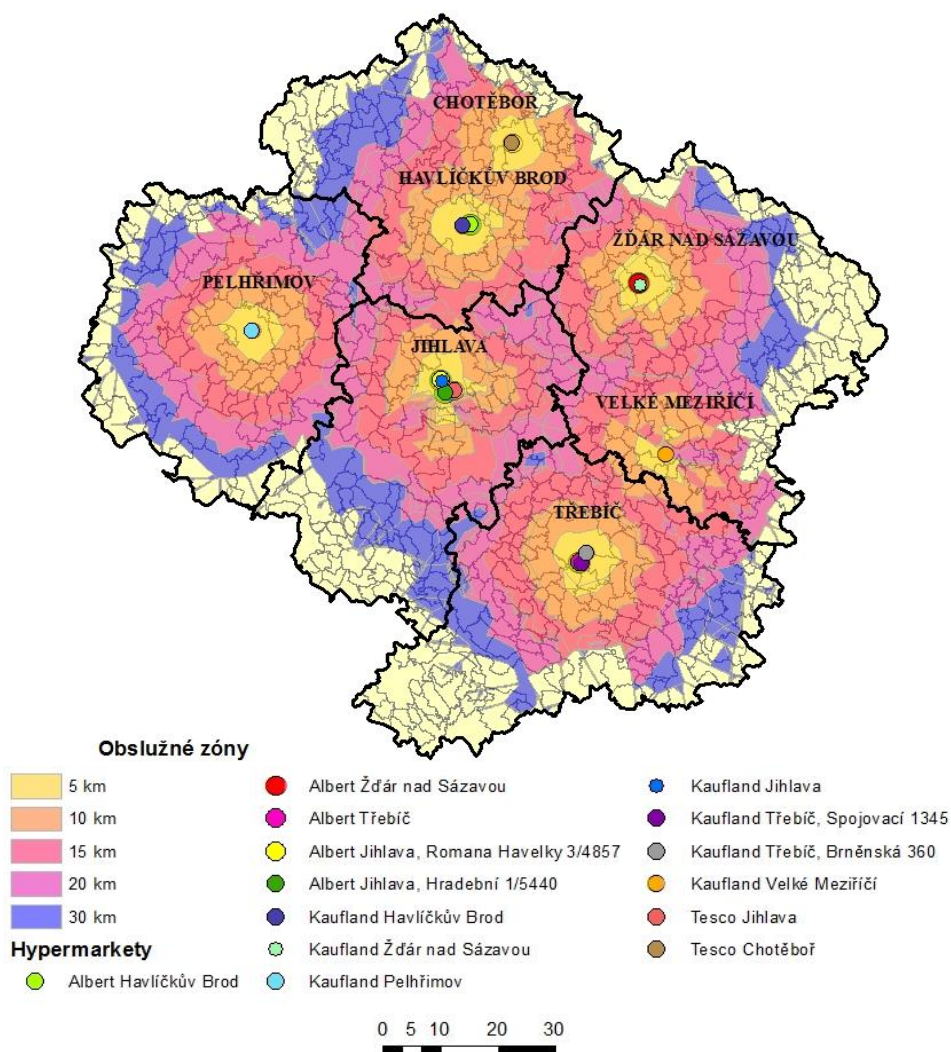 CHOTĚBOŘ
HAVLÍČKŮV BROD
ŽĎÁR NAD SÁZAVOU
PELHŘIMOV
JIHLAVA
VELKÉ MEZIŘÍČÍ
TŘEBÍČ
Obslužné zóny
5 km
10 km
15 km
20 km
30 km
Hypermarkety
Albert Havlíčkův Brod
Albert Žďár nad Sázavou
Albert Třebíč
Albert Jihlava, Romana Havelky 3/4857
Albert Jihlava, Hradební 1/5440
Kaufland Havlíčkův Brod
Kaufland Žďár nad Sázavou
Kaufland Pelhřimov
Kaufland Jihlava
Kaufland Třebíč, Spojovací 1345
Kaufland Třebíč, Brněnská 360
Kaufland Velké Meziříčí
Tesco Jihlava
Tesco Chotěboř
0 5 10 20 30